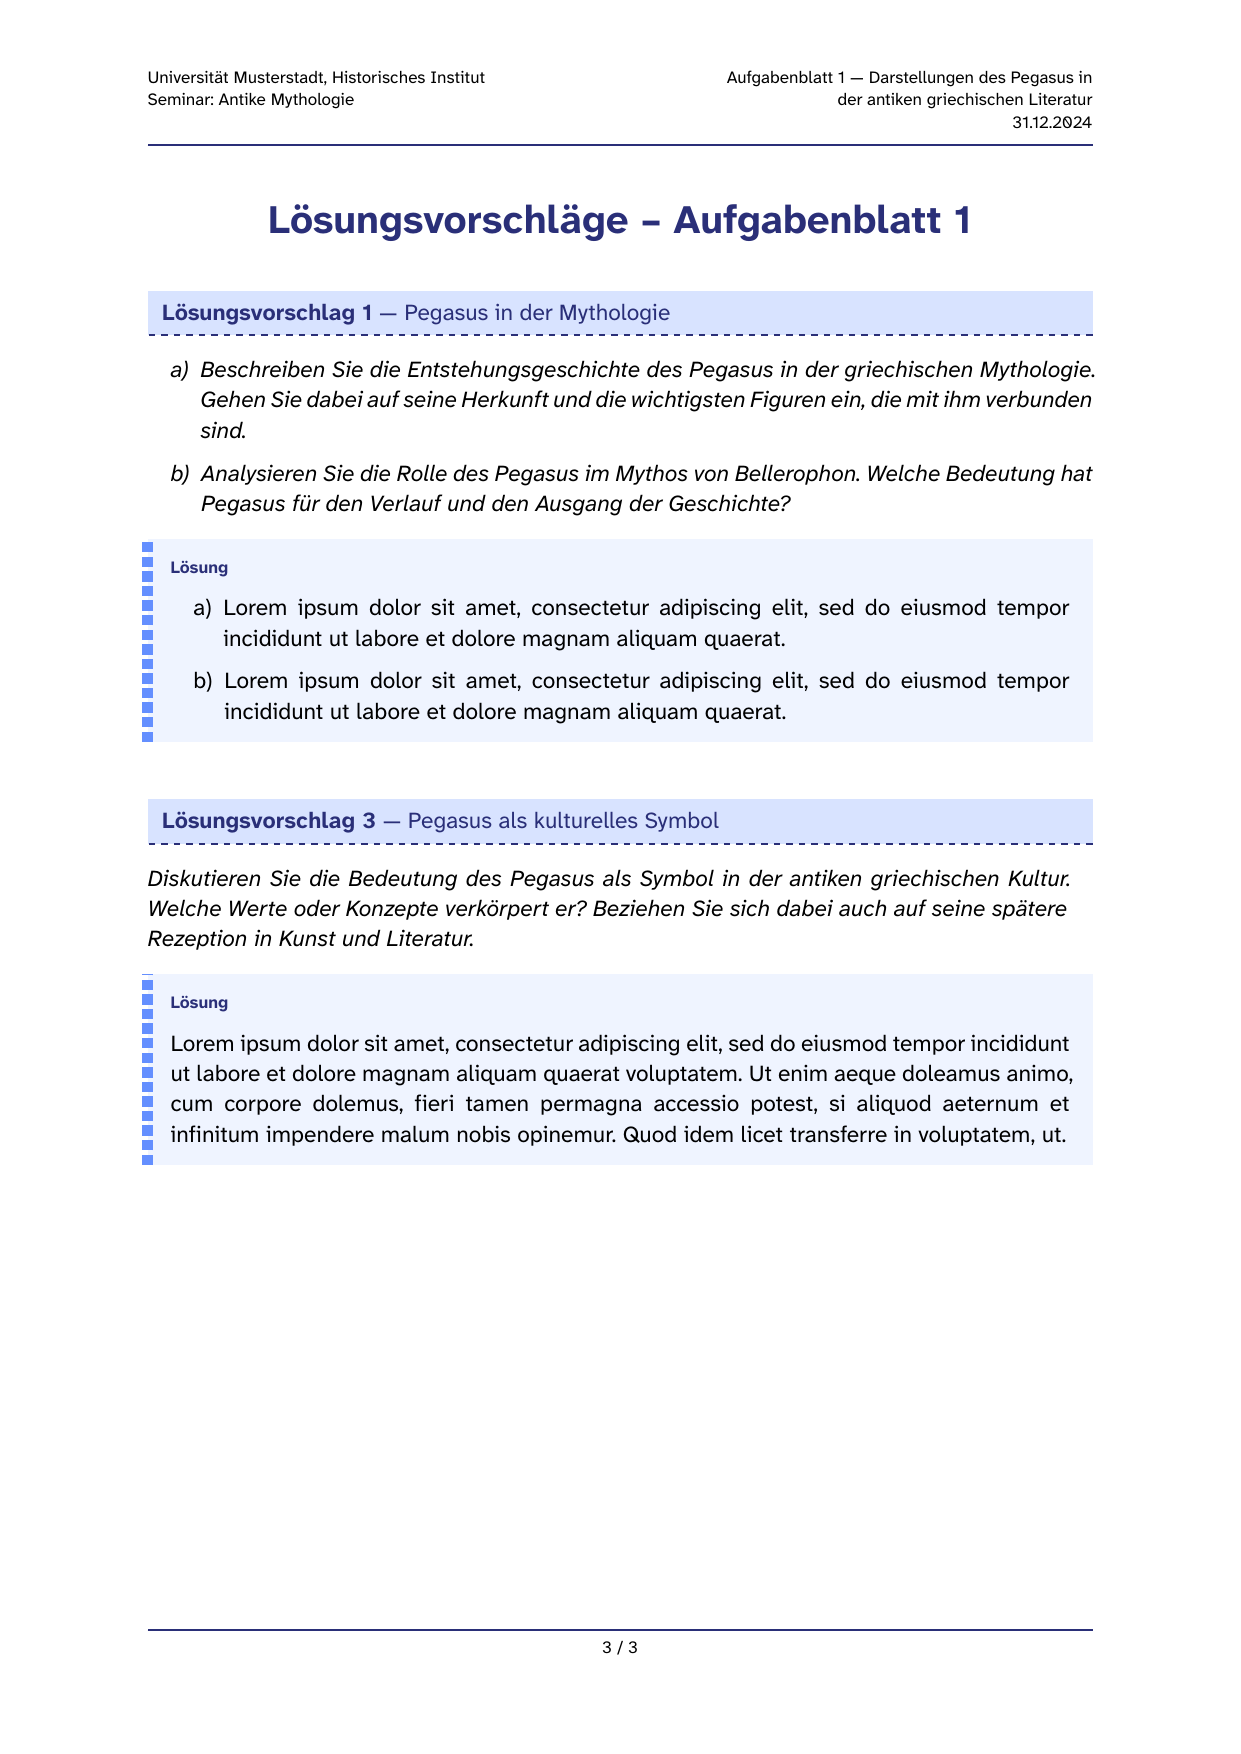 Universität Musterstadt, Historisches Institut
Seminar: Antike Mythologie
Aufgabenblatt 1 — Darstellungen des Pegasus in
der antiken griechischen Literatur
31.12.2024
Lösungsvorschläge – Aufgabenblatt 1
Lösungsvorschlag 1 — Pegasus in der Mythologie
a) Beschreiben Sie die Entstehungsgeschichte des Pegasus in der griechischen Mythologie.
Gehen Sie dabei auf seine Herkunft und die wichtigsten Figuren ein, die mit ihm verbunden
sind.
b) Analysieren Sie die Rolle des Pegasus im Mythos von Bellerophon. Welche Bedeutung hat
Pegasus für den Verlauf und den Ausgang der Geschichte?
Lösung
a) Lorem ipsum dolor sit amet, consectetur adipiscing elit, sed do eiusmod tempor
incididunt ut labore et dolore magnam aliquam quaerat.
b) Lorem ipsum dolor sit amet, consectetur adipiscing elit, sed do eiusmod tempor
incididunt ut labore et dolore magnam aliquam quaerat.
Lösungsvorschlag 3 — Pegasus als kulturelles Symbol
Diskutieren Sie die Bedeutung des Pegasus als Symbol in der antiken griechischen Kultur.
Welche Werte oder Konzepte verkörpert er? Beziehen Sie sich dabei auch auf seine spätere
Rezeption in Kunst und Literatur.
Lösung
Lorem ipsum dolor sit amet, consectetur adipiscing elit, sed do eiusmod tempor incididunt
ut labore et dolore magnam aliquam quaerat voluptatem. Ut enim aeque doleamus animo,
cum corpore dolemus, fieri tamen permagna accessio potest, si aliquod aeternum et
infinitum impendere malum nobis opinemur. Quod idem licet transferre in voluptatem, ut.
3 / 3